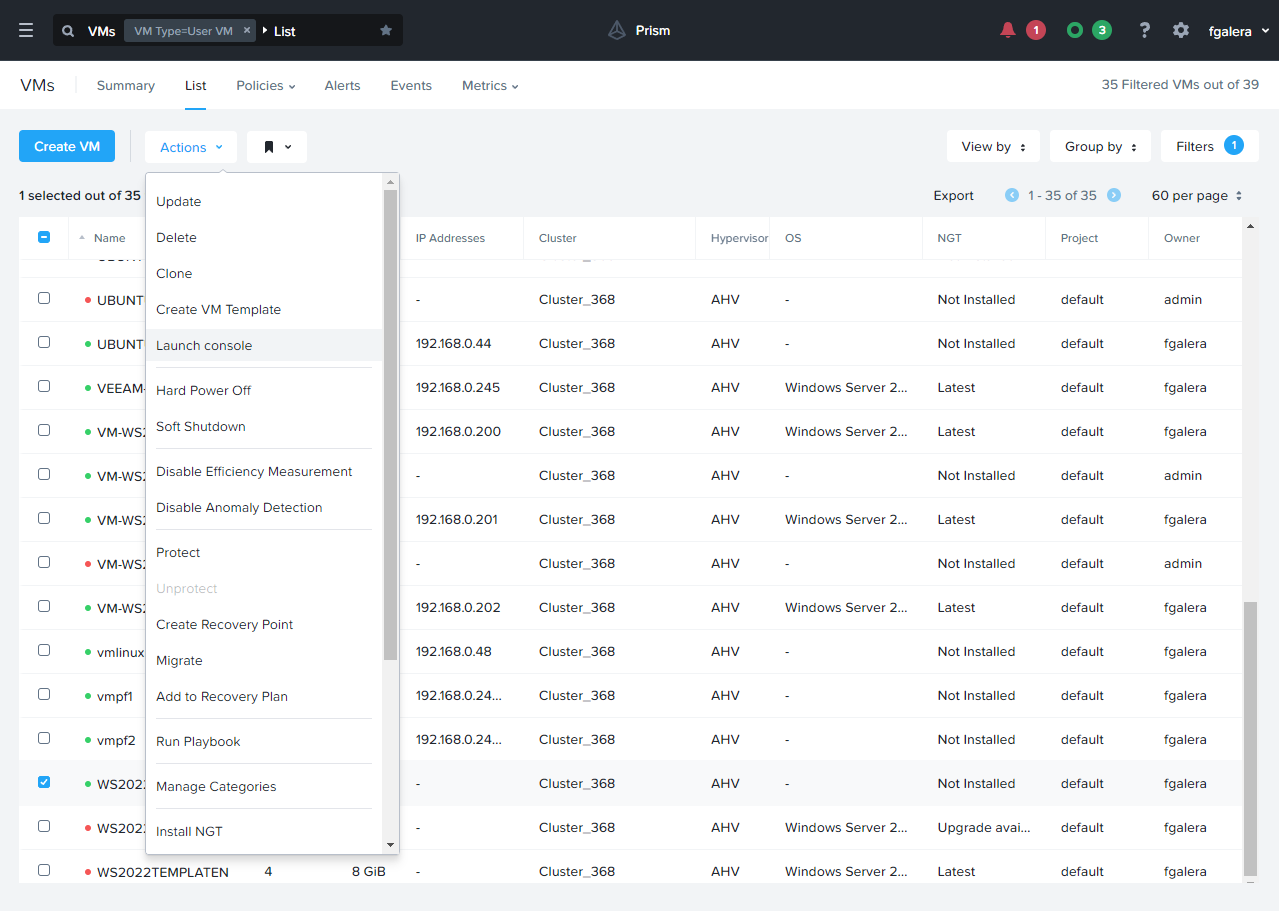 VMs VM Type=User VM × List Prism 1 3 ? fgalera
VMs Summary List Policies Alerts Events Metrics 35 Filtered VMs out of 39
Create VM Actions View by Group by Filters 1
1 selected out of 35 Export 1 - 35 of 35 60 per page
Name IP Addresses Cluster Hypervisor OS NGT Project Owner
UBUNT - Cluster_368 AHV - Not Installed default admin
UBUNT 192.168.0.44 Cluster_368 AHV - Not Installed default fgalera
VEEAM- 192.168.0.245 Cluster_368 AHV Windows Server 2... Latest default fgalera
VM-WS2 192.168.0.200 Cluster_368 AHV Windows Server 2... Latest default fgalera
VM-WS2 - Cluster_368 AHV - Not Installed default admin
VM-WS2 192.168.0.201 Cluster_368 AHV Windows Server 2... Latest default fgalera
VM-WS2 - Cluster_368 AHV - Not Installed default admin
VM-WS2 192.168.0.202 Cluster_368 AHV Windows Server 2... Latest default fgalera
vmlinux 192.168.0.48 Cluster_368 AHV - Not Installed default fgalera
vmpf1 192.168.0.24... Cluster_368 AHV - Not Installed default fgalera
vmpf2 192.168.0.24... Cluster_368 AHV - Not Installed default fgalera
WS2022 - Cluster_368 AHV - Not Installed default fgalera
WS2022 - Cluster_368 AHV Windows Server 2... Upgrade avai... default fgalera
WS2022TEMPLATEN 4 8 GiB - Cluster_368 AHV Windows Server 2... Latest default fgalera
Update
Delete
Clone
Create VM Template
Launch console
Hard Power Off
Soft Shutdown
Disable Efficiency Measurement
Disable Anomaly Detection
Protect
Unprotect
Create Recovery Point
Migrate
Add to Recovery Plan
Run Playbook
Manage Categories
Install NGT